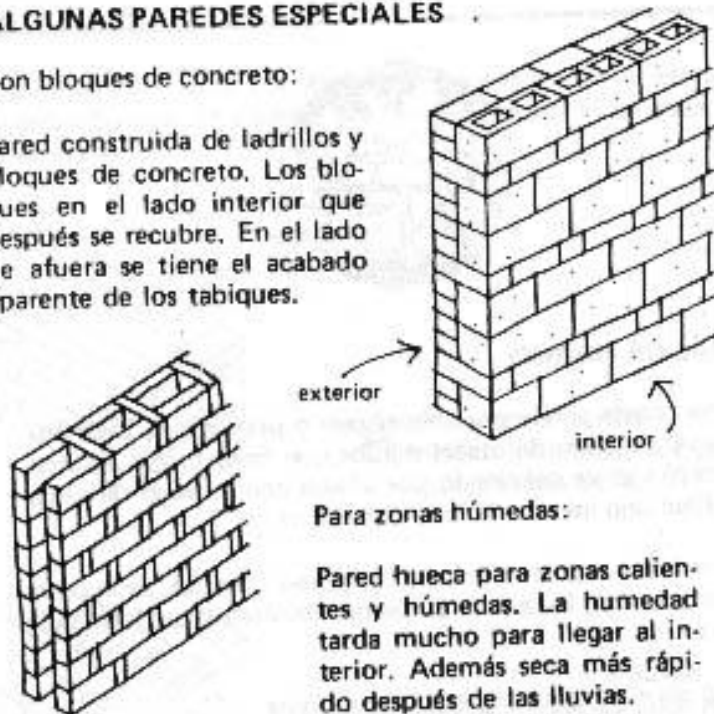 ALGUNAS PAREDES ESPECIALES
on bloques de concreto:
ared construida de ladrillos y
loques de concreto. Los blo-
ues en el lado interior que
espués se recubre. En el lado
e afuera se tiene el acabado
parente de los tabiques.
exterior
interior
Para zonas húmedas:
Pared hueca para zonas calien-
tes y húmedas. La humedad
tarda mucho para llegar al in-
terior. Además seca más rápi-
do después de las lluvias.